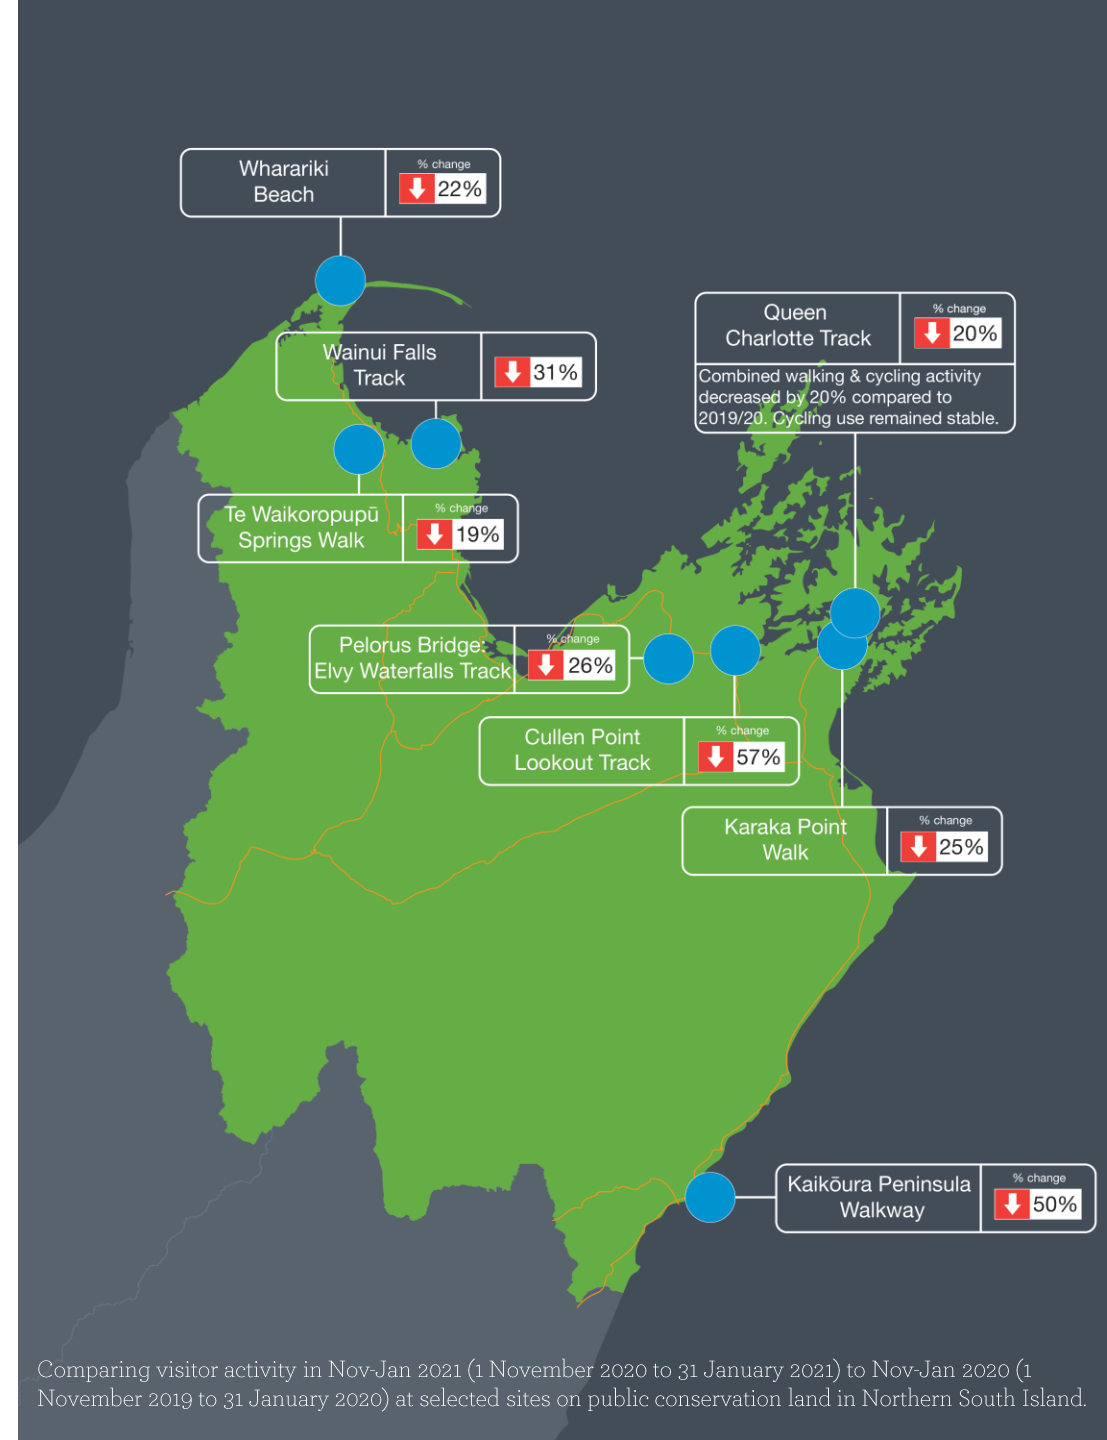 Wharariki
Beach
% change
22%
Wainui Falls
Track
31%
Queen
Charlotte Track
% change
20%
Combined walking & cycling activity
decreased by 20% compared to
2019/20. Cycling use remained stable.
Te Waikoropupū
Springs Walk
% change
19%
Pelorus Bridge:
Elvy Waterfalls Track
% change
26%
Cullen Point
Lookout Track
% change
57%
Karaka Point
Walk
% change
25%
Kaikōura Peninsula
Walkway
% change
50%
Comparing visitor activity in Nov-Jan 2021 (1 November 2020 to 31 January 2021) to Nov-Jan 2020 (1
November 2019 to 31 January 2020) at selected sites on public conservation land in Northern South Island.